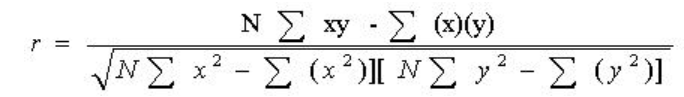 r = N ∑ xy - ∑ (x)(y) / √N ∑ x² − ∑ (x²)][ N ∑ y² − ∑ (y²)]